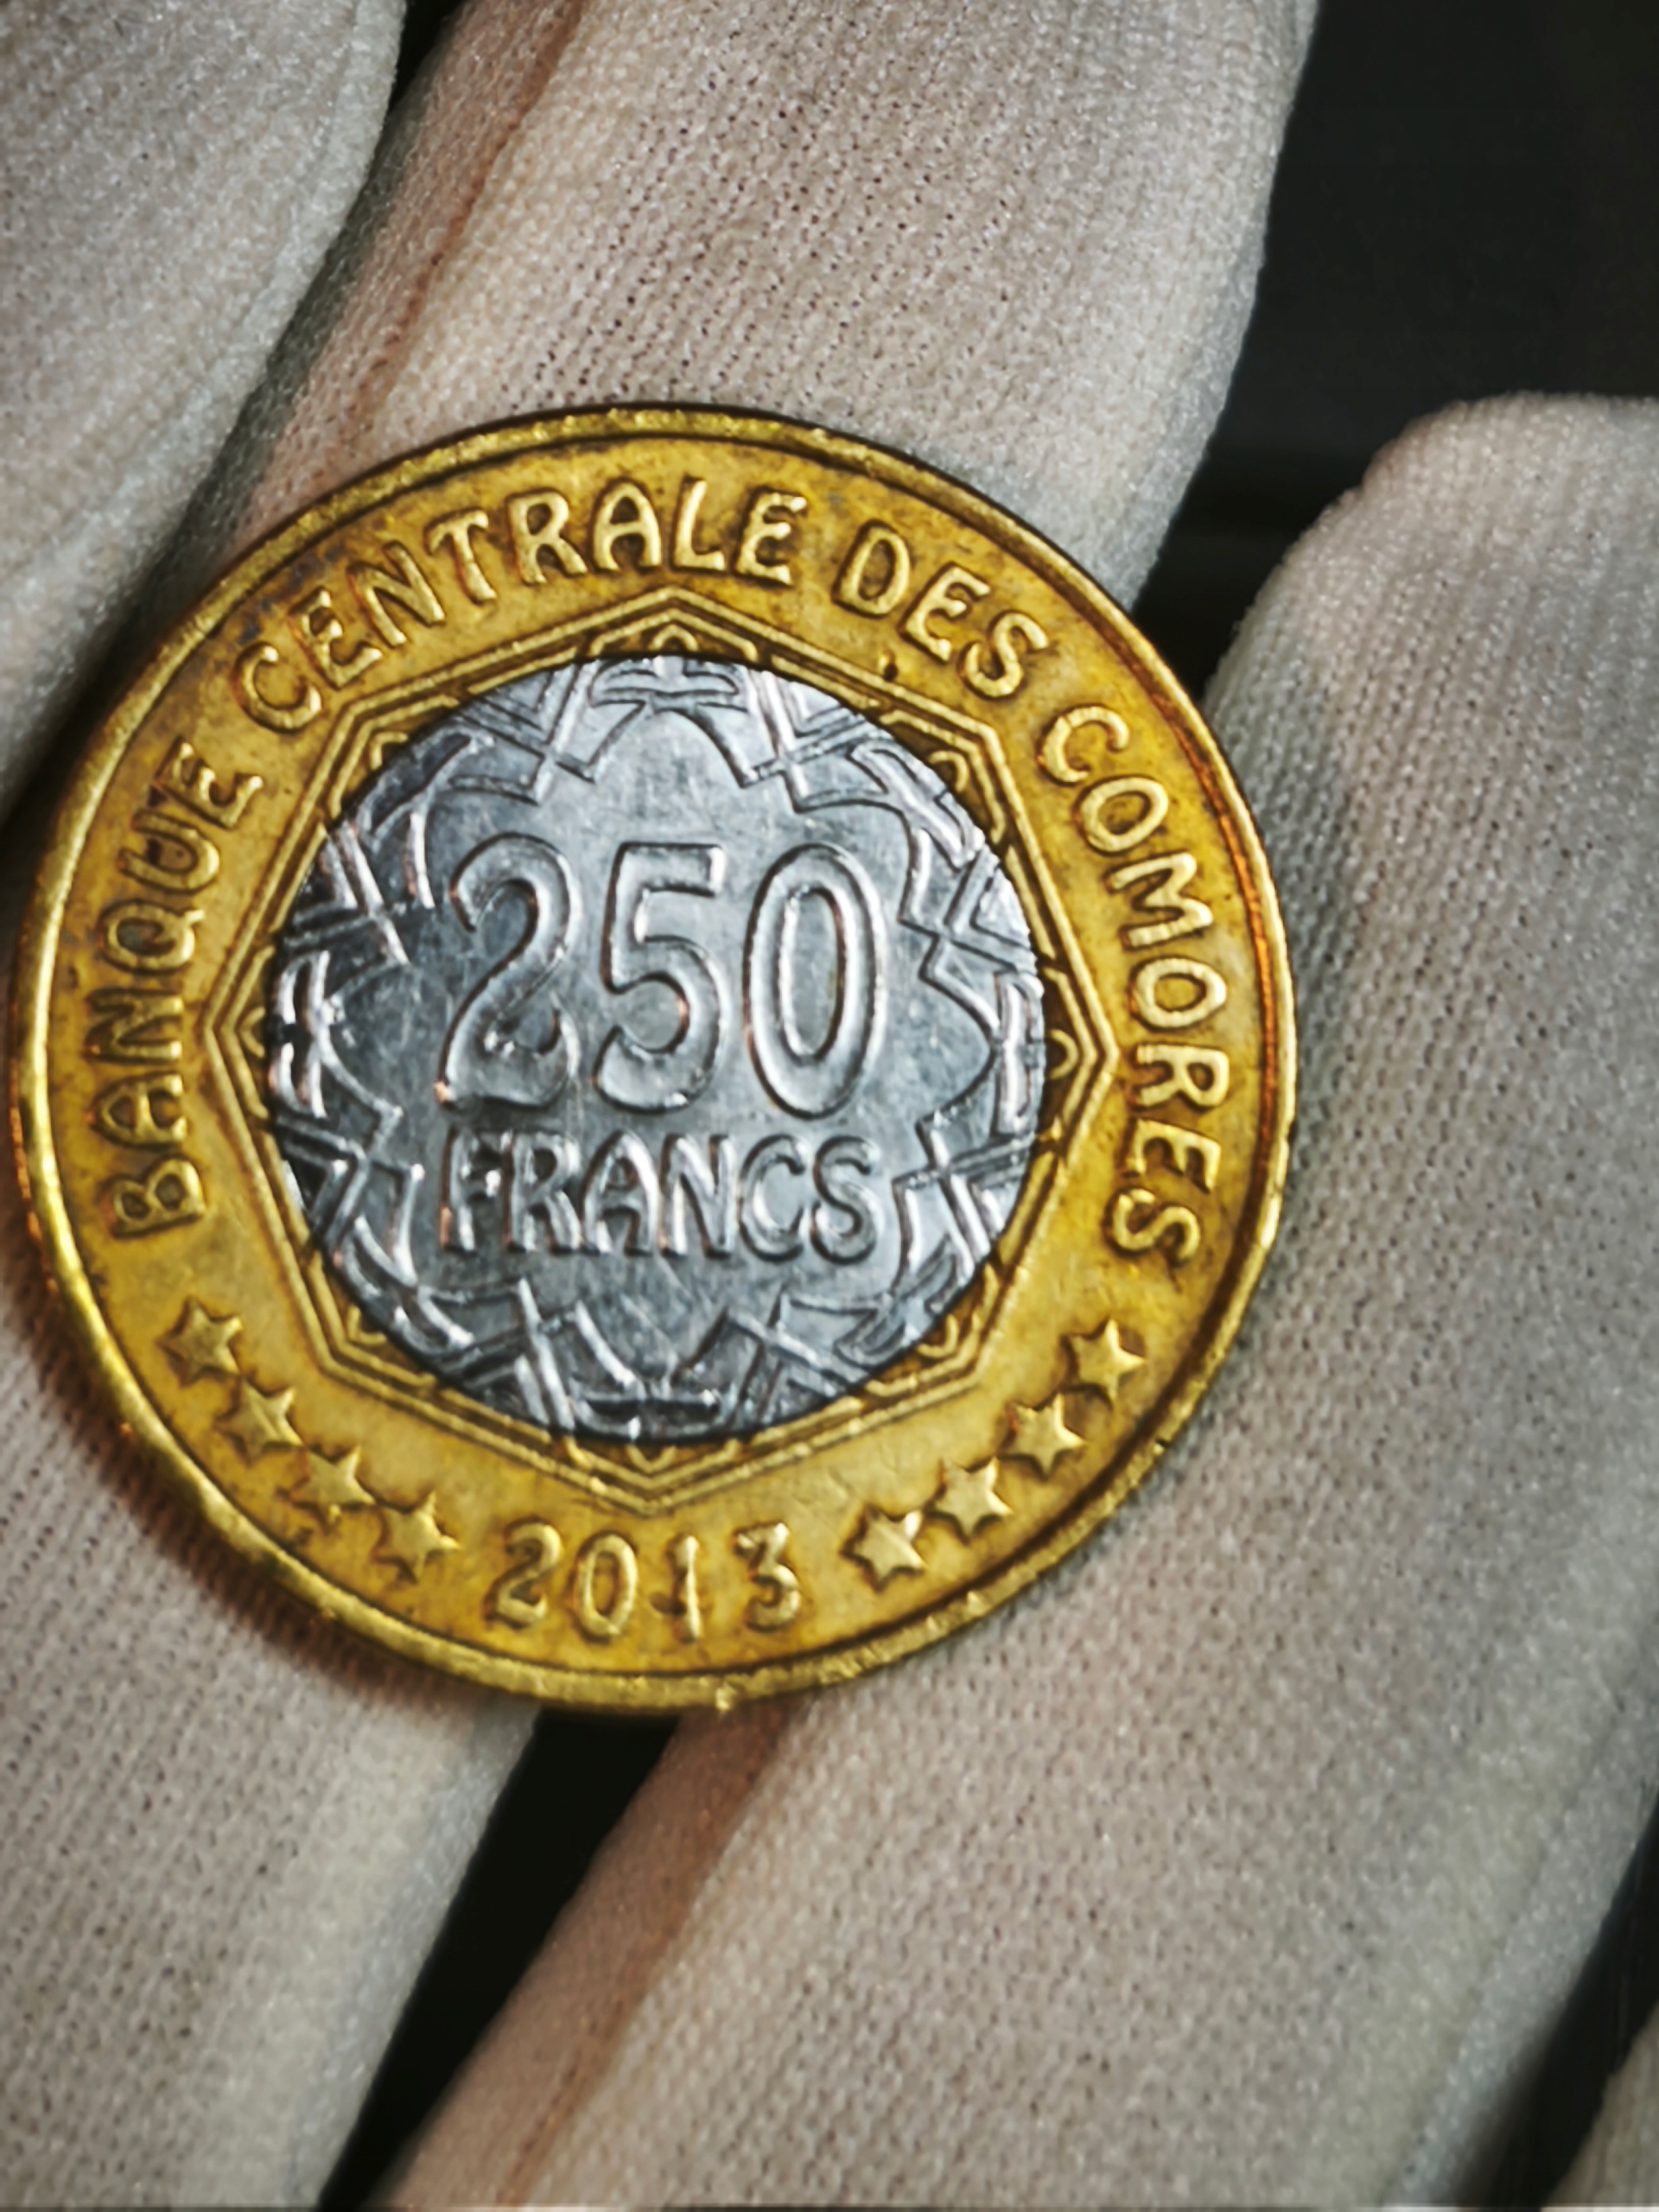 BANQUE CENTRALE DES COMORES
250
FRANCS
2013